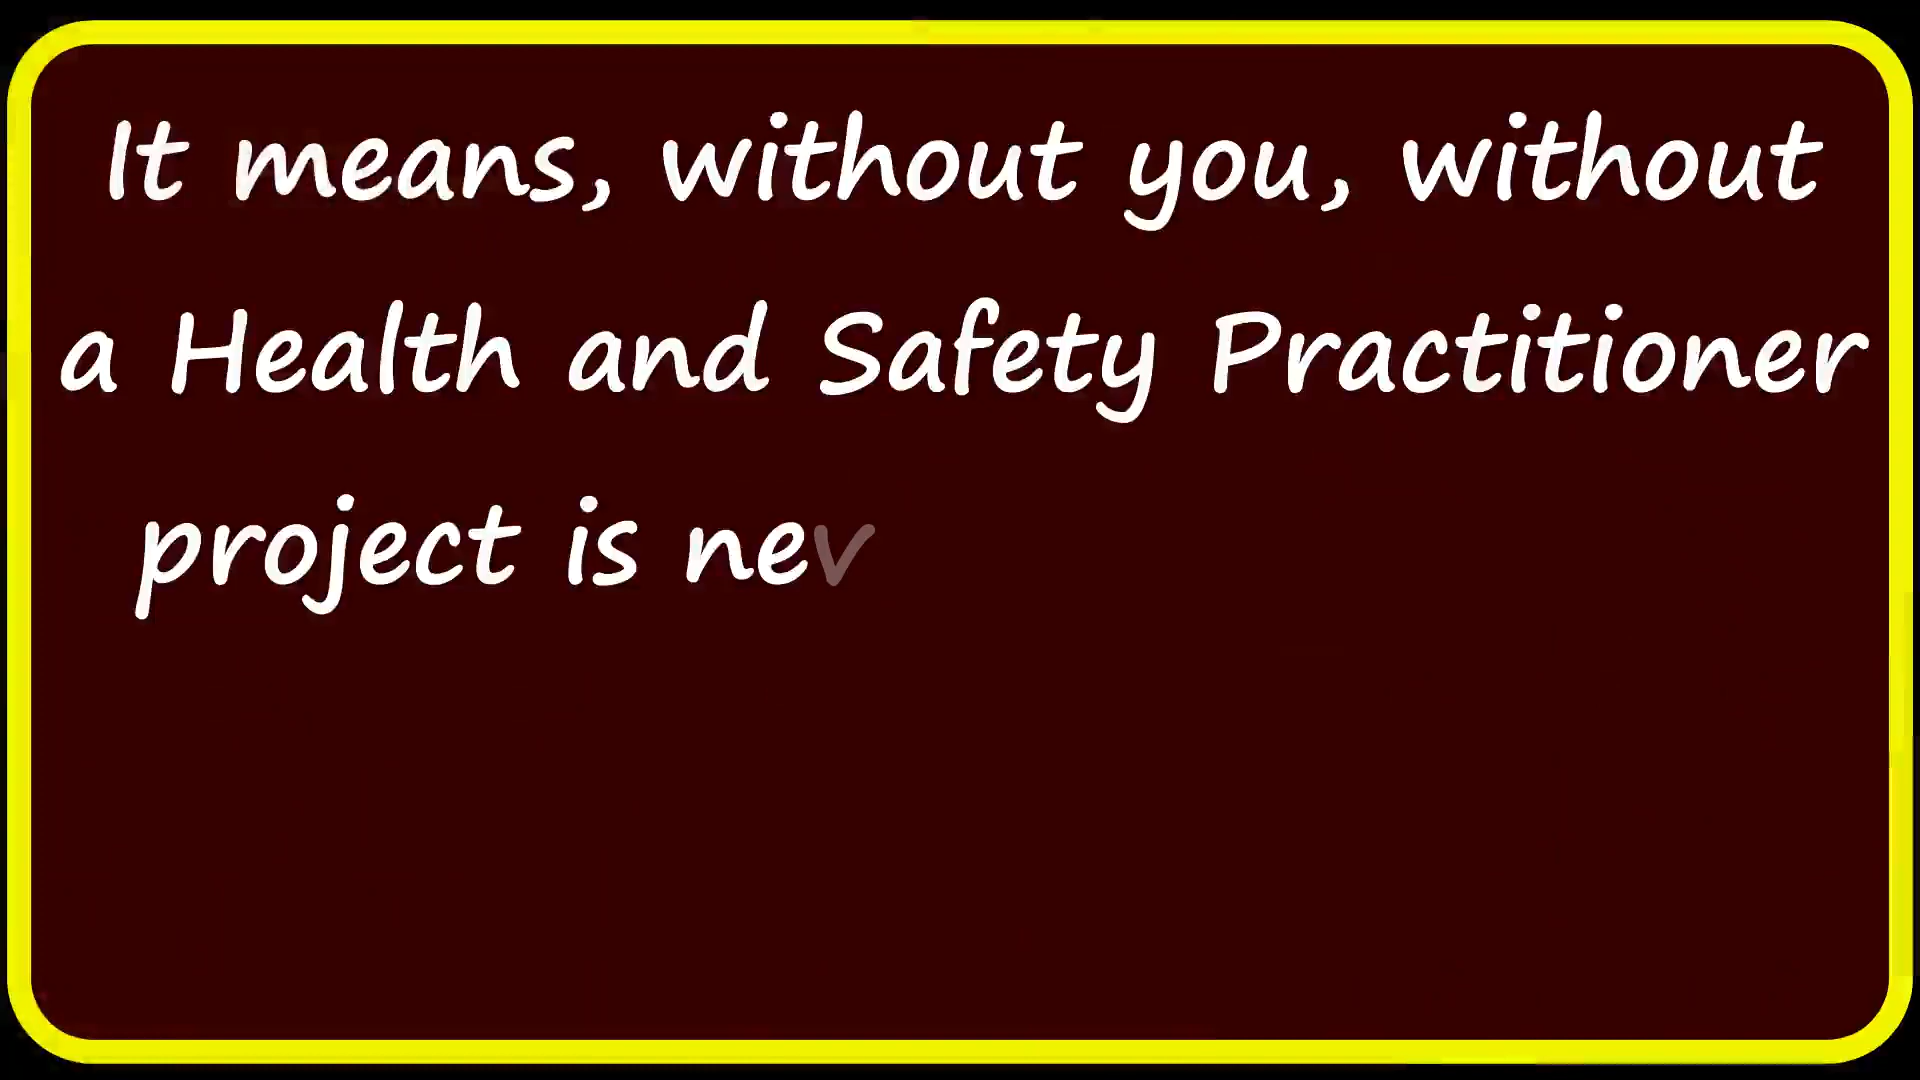 It means, without you, without
a Health and Safety Practitioner
project is nev